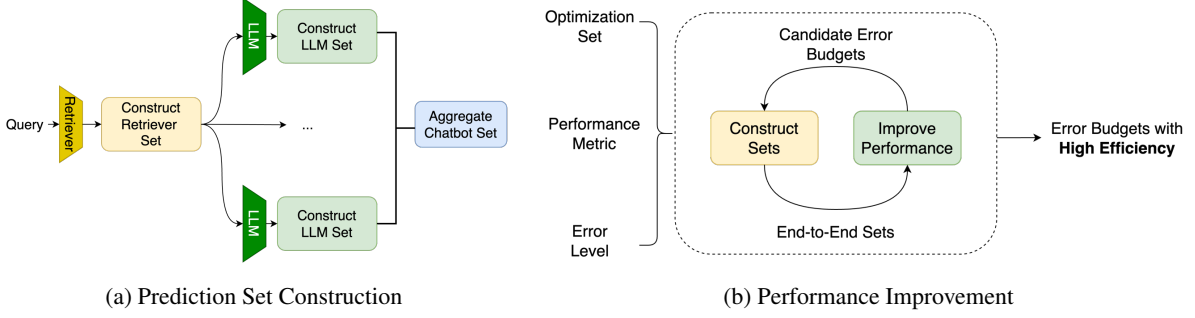 Query
Retriever
Construct
Retriever
Set
LLM
Construct
LLM Set
...
LLM
Construct
LLM Set
Aggregate
Chatbot Set
(a) Prediction Set Construction
Optimization
Set
Performance
Metric
Error
Level
Candidate Error
Budgets
Construct
Sets
Improve
Performance
End-to-End Sets
Error Budgets with
High Efficiency
(b) Performance Improvement